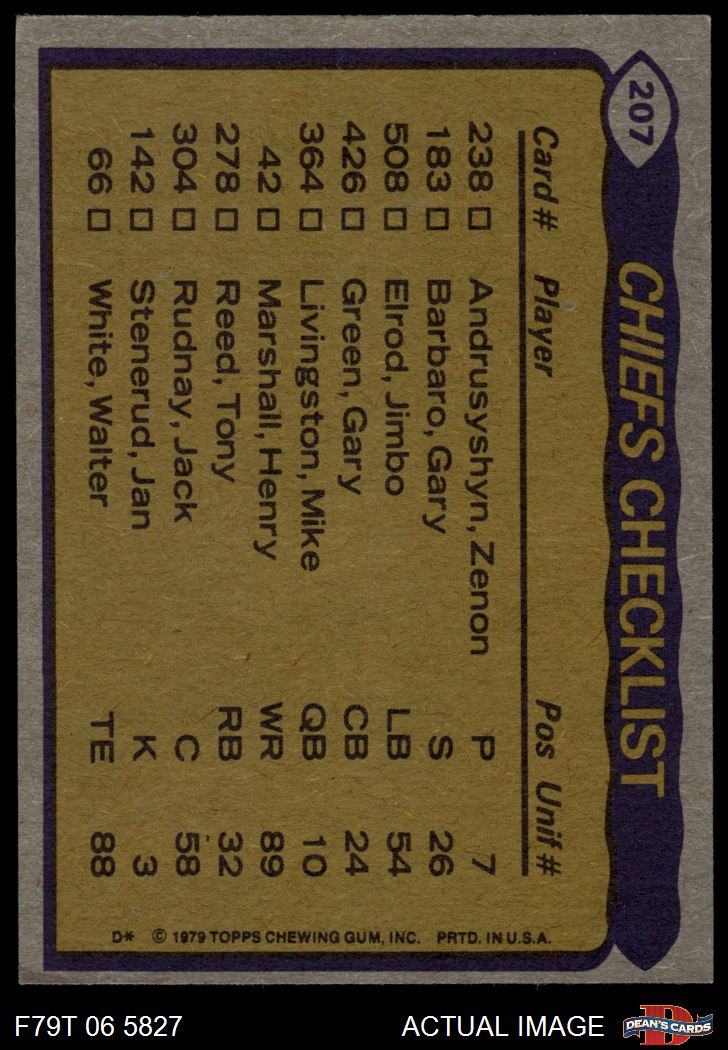 207
CHIEFS CHECKLIST
Card# Player Pos Unif#
238 Andrusyshyn, Zenon P 7
183 Barbaro, Gary S 26
508 Elrod, Jimbo LB 54
426 Green, Gary CB 24
364 Livingston, Mike QB 10
42 Marshall, Henry WR 89
278 Reed, Tony RB 32
304 Rudnay, Jack C 58
142 Stenerud, Jan K 3
66 White, Walter TE 88
D* © 1979 TOPPS CHEWING GUM, INC. PRTD. IN U.S.A.
F79T 06 5827 ACTUAL IMAGE D DEAN'S CARDS